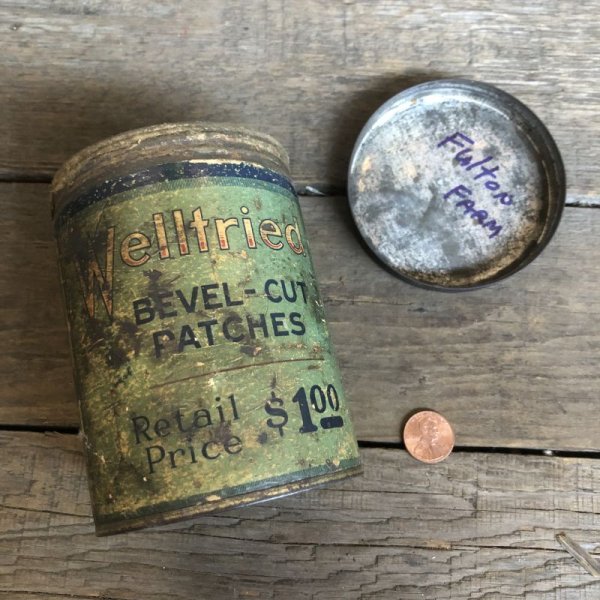 Welltried
BEVEL-CUT
PATCHES
Retail
Price
$1.00
Fulton
FARM